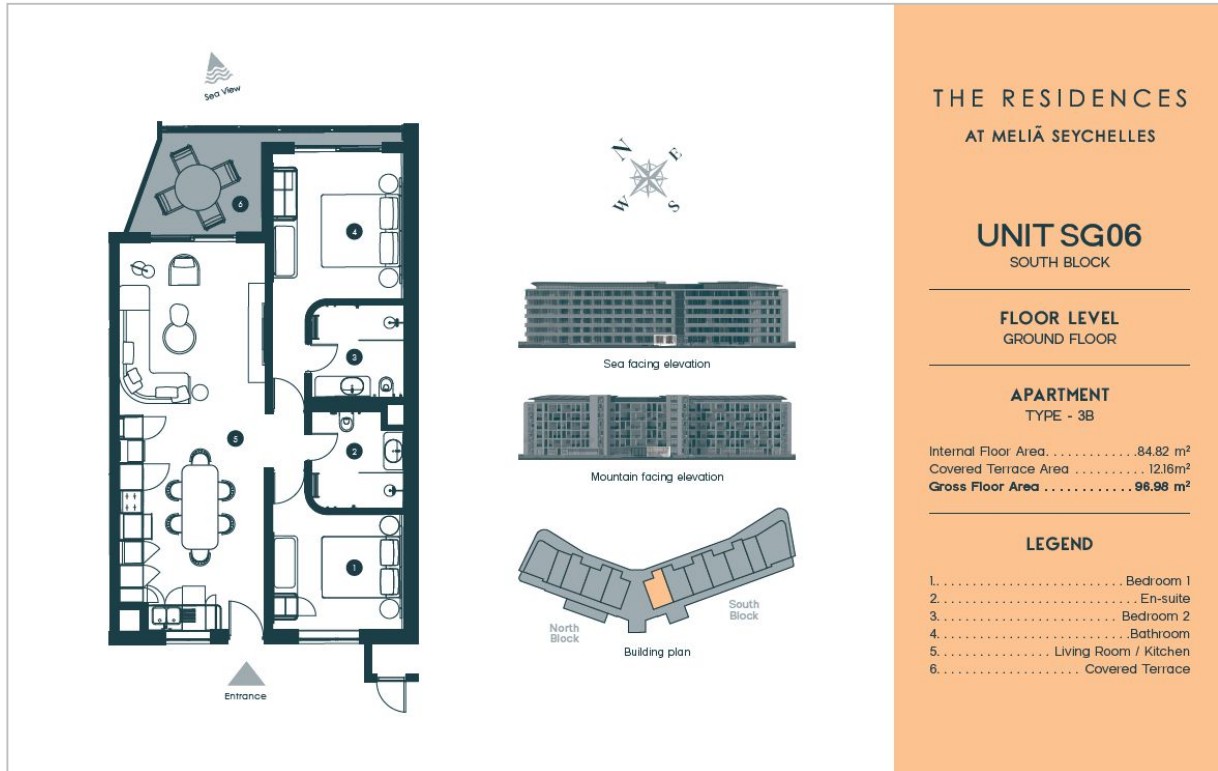 Sea View
6
4
3
5
2
1
Entrance
N
E
W
S
Sea facing elevation
Mountain facing elevation
North
Block
South
Block
Building plan
THE RESIDENCES
AT MELIÃ SEYCHELLES
UNIT SG06
SOUTH BLOCK
FLOOR LEVEL
GROUND FLOOR
APARTMENT
TYPE - 3B
Internal Floor Area. . . . . . . . . . . . .84.82 m²
Covered Terrace Area . . . . . . . . . . 12.16m²
Gross Floor Area . . . . . . . . . . . . 96.98 m²
LEGEND
1. . . . . . . . . . . . . . . . . . . . . . . . . Bedroom 1
2. . . . . . . . . . . . . . . . . . . . . . . . . . . En-suite
3. . . . . . . . . . . . . . . . . . . . . . . . Bedroom 2
4. . . . . . . . . . . . . . . . . . . . . . . . . .Bathroom
5. . . . . . . . . . . . . . . . Living Room / Kitchen
6. . . . . . . . . . . . . . . . . . . . Covered Terrace